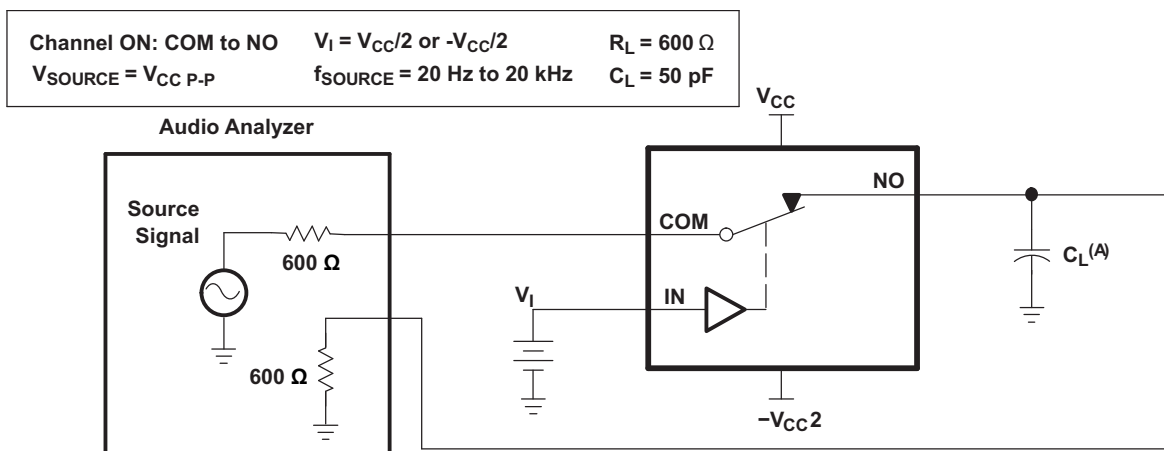 Channel ON: COM to NO V_I = V_CC/2 or -V_CC/2 R_L = 600 Ω
V_SOURCE = V_CC P-P f_SOURCE = 20 Hz to 20 kHz C_L = 50 pF
Audio Analyzer
V_CC
Source
Signal
600 Ω
COM
NO
C_L(A)
V_I
IN
600 Ω
−V_CC2